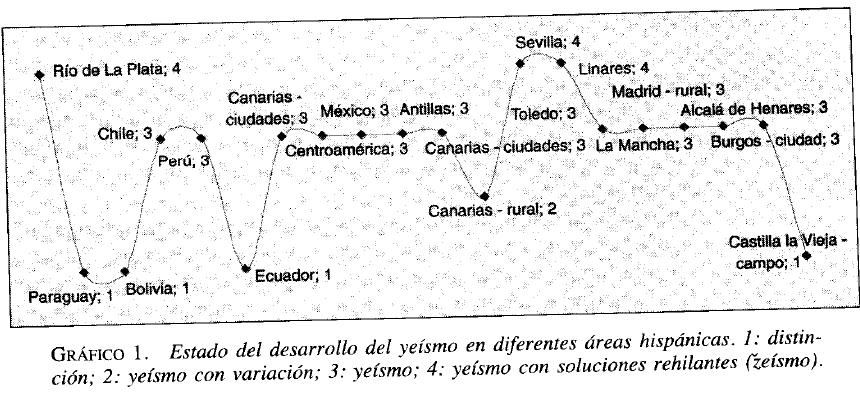 Sevilla; 4
Río de La Plata; 4
Linares; 4
Madrid - rural; 3
Canarias -
ciudades; 3
México; 3
Antillas; 3
Toledo; 3
Alcalá de Henares; 3
Chile; 3
Perú; 3
Centroamérica; 3
Canarias - ciudades; 3
La Mancha; 3
Burgos - ciudad; 3
Canarias - rural; 2
Castilla la Vieja -
campo; 1
Paraguay; 1
Bolivia; 1
Ecuador; 1
GRÁFICO 1. Estado del desarrollo del yeísmo en diferentes áreas hispánicas. 1: distin-
ción; 2: yeísmo con variación; 3: yeísmo; 4: yeísmo con soluciones rehilantes (žeísmo).